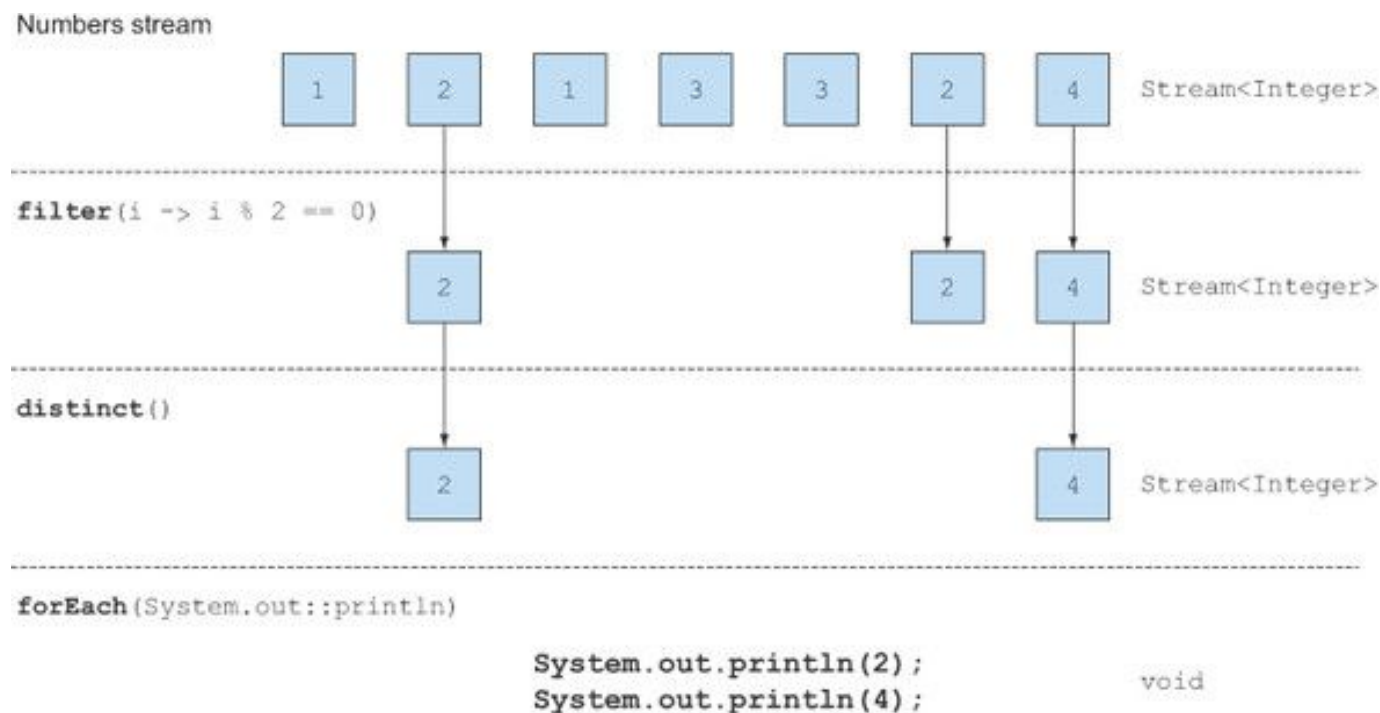 Numbers stream
1 2 1 3 3 2 4 Stream<Integer>
filter(i -> i % 2 == 0)
2 2 4 Stream<Integer>
distinct()
2 4 Stream<Integer>
forEach(System.out::println)
System.out.println(2);
System.out.println(4);
void